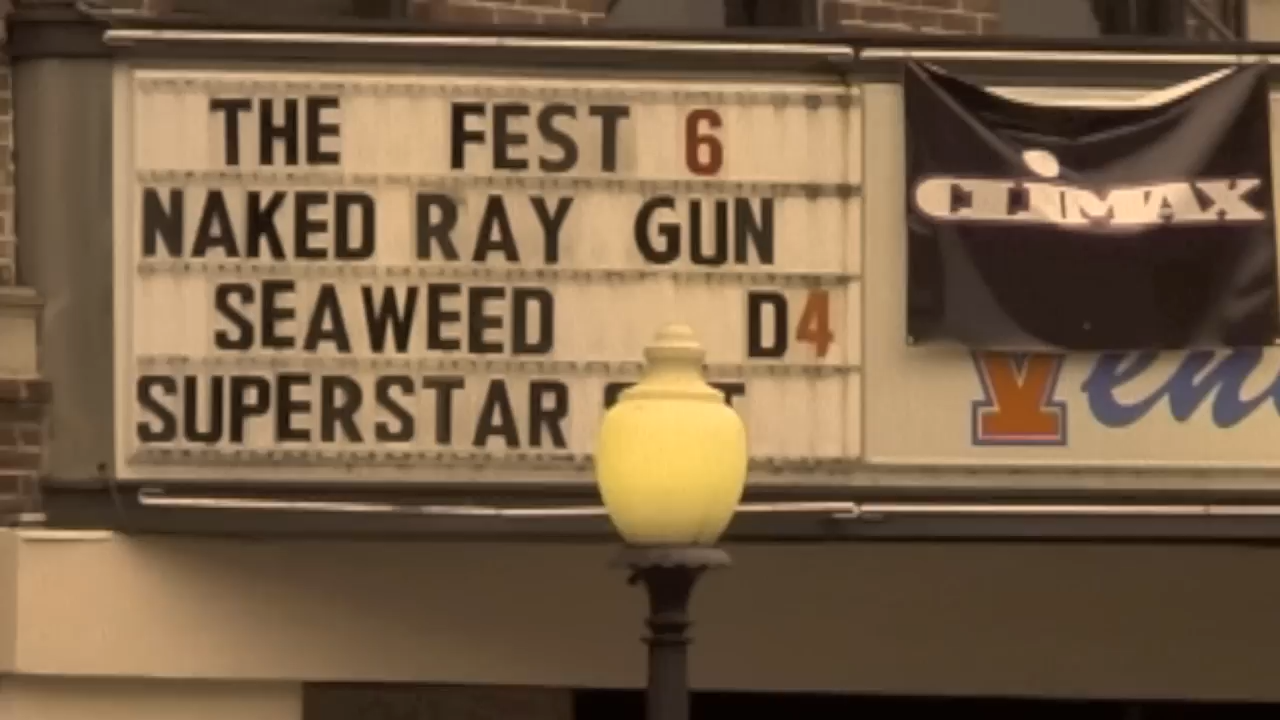 THE FEST 6
NAKED RAY GUN
SEAWEED D4
SUPERSTAR
CLiMAX